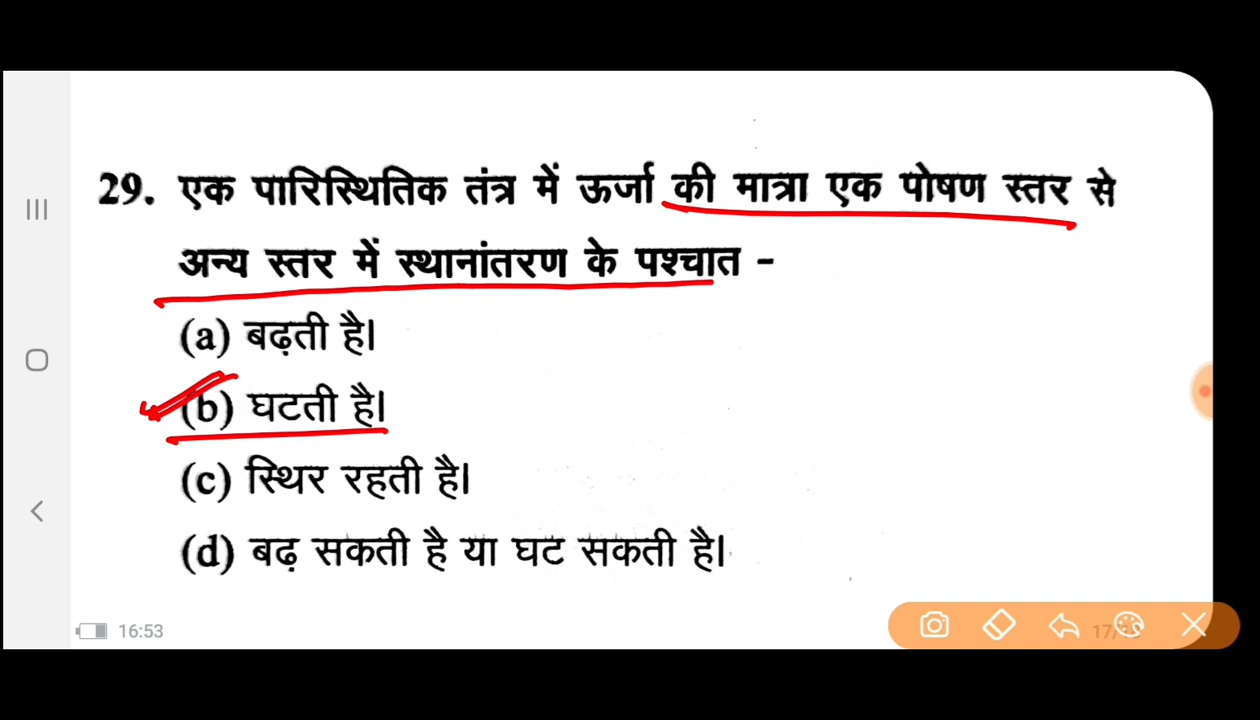 29. एक पारिस्थितिक तंत्र में ऊर्जा की मात्रा एक पोषण स्तर से
अन्य स्तर में स्थानांतरण के पश्चात –
(a) बढ़ती है।
(b) घटती है।
(c) स्थिर रहती है।
(d) बढ़ सकती है या घट सकती है।
16:53